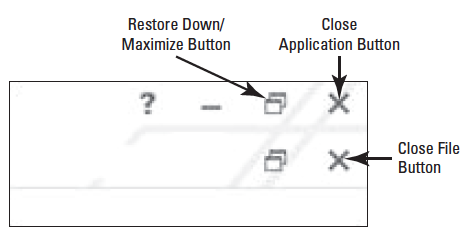 Restore Down/
Maximize Button
Close
Application Button
?
Close File
Button